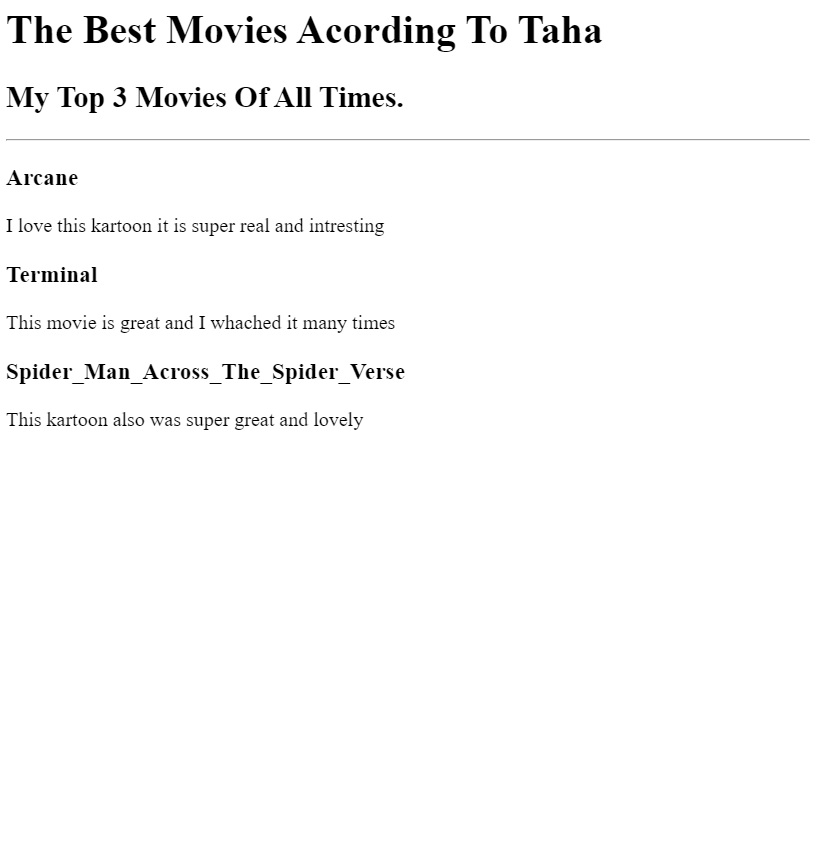 The Best Movies Acording To Taha
My Top 3 Movies Of All Times.
Arcane
I love this kartoon it is super real and intresting
Terminal
This movie is great and I whached it many times
Spider_Man_Across_The_Spider_Verse
This kartoon also was super great and lovely